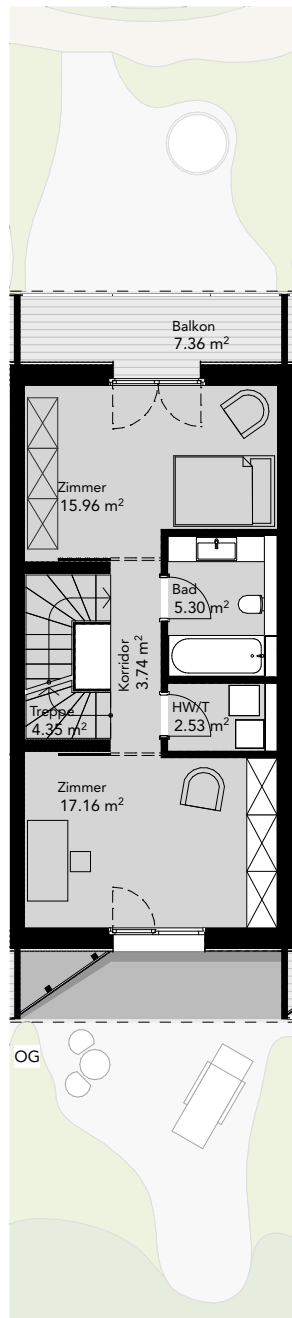 Balkon
7.36 m²
Zimmer
15.96 m²
Bad
5.30 m²
Korridor
3.74 m²
Treppe
4.35 m²
HW/T
2.53 m²
Zimmer
17.16 m²
OG